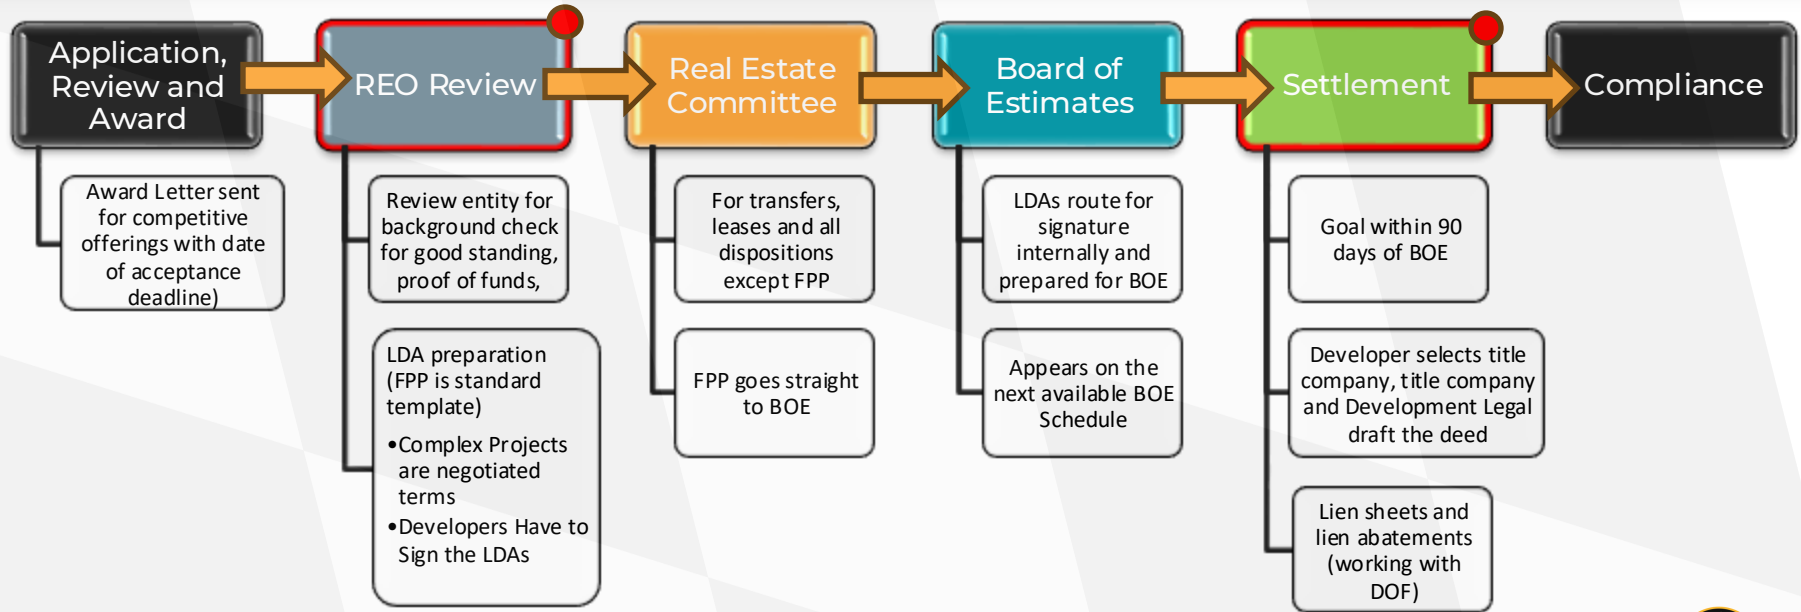 Application,
Review and
Award
REO Review
Real Estate
Committee
Board of
Estimates
Settlement
Compliance
Award Letter sent
for competitive
offerings with date
of acceptance
deadline)
Review entity for
background check
for good standing,
proof of funds,
LDA preparation
(FPP is standard
template)
•Complex Projects
are negotiated
terms
•Developers Have to
Sign the LDAs
For transfers,
leases and all
dispositions
except FPP
FPP goes straight
to BOE
LDAs route for
signature
internally and
prepared for BOE
Appears on the
next available BOE
Schedule
Goal within 90
days of BOE
Developer selects title
company, title company
and Development Legal
draft the deed
Lien sheets and
lien abatements
(working with
DOF)